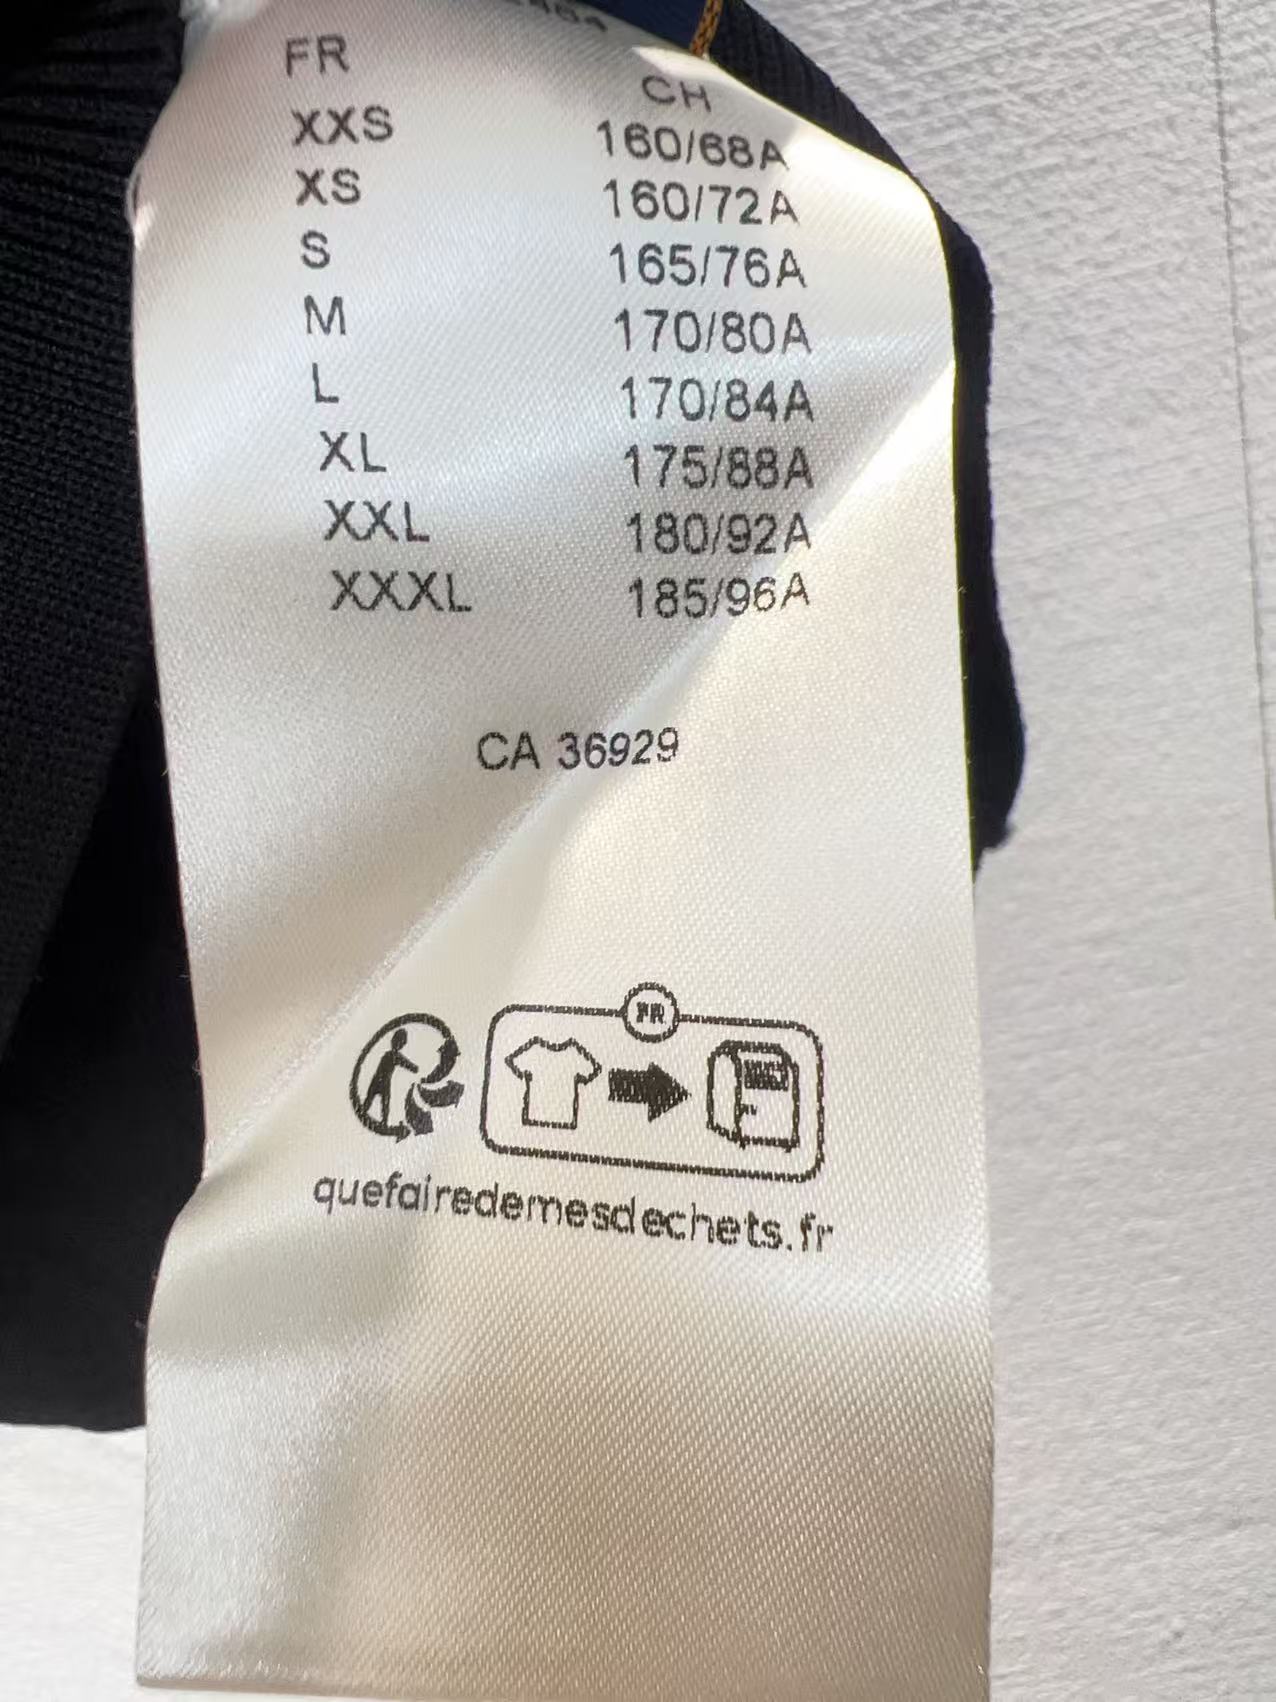 FR CH
XXS 160/68A
XS 160/72A
S 165/76A
M 170/80A
L 170/84A
XL 175/88A
XXL 180/92A
XXXL 185/96A
CA 36929
FR
quefairedemesdechets.fr